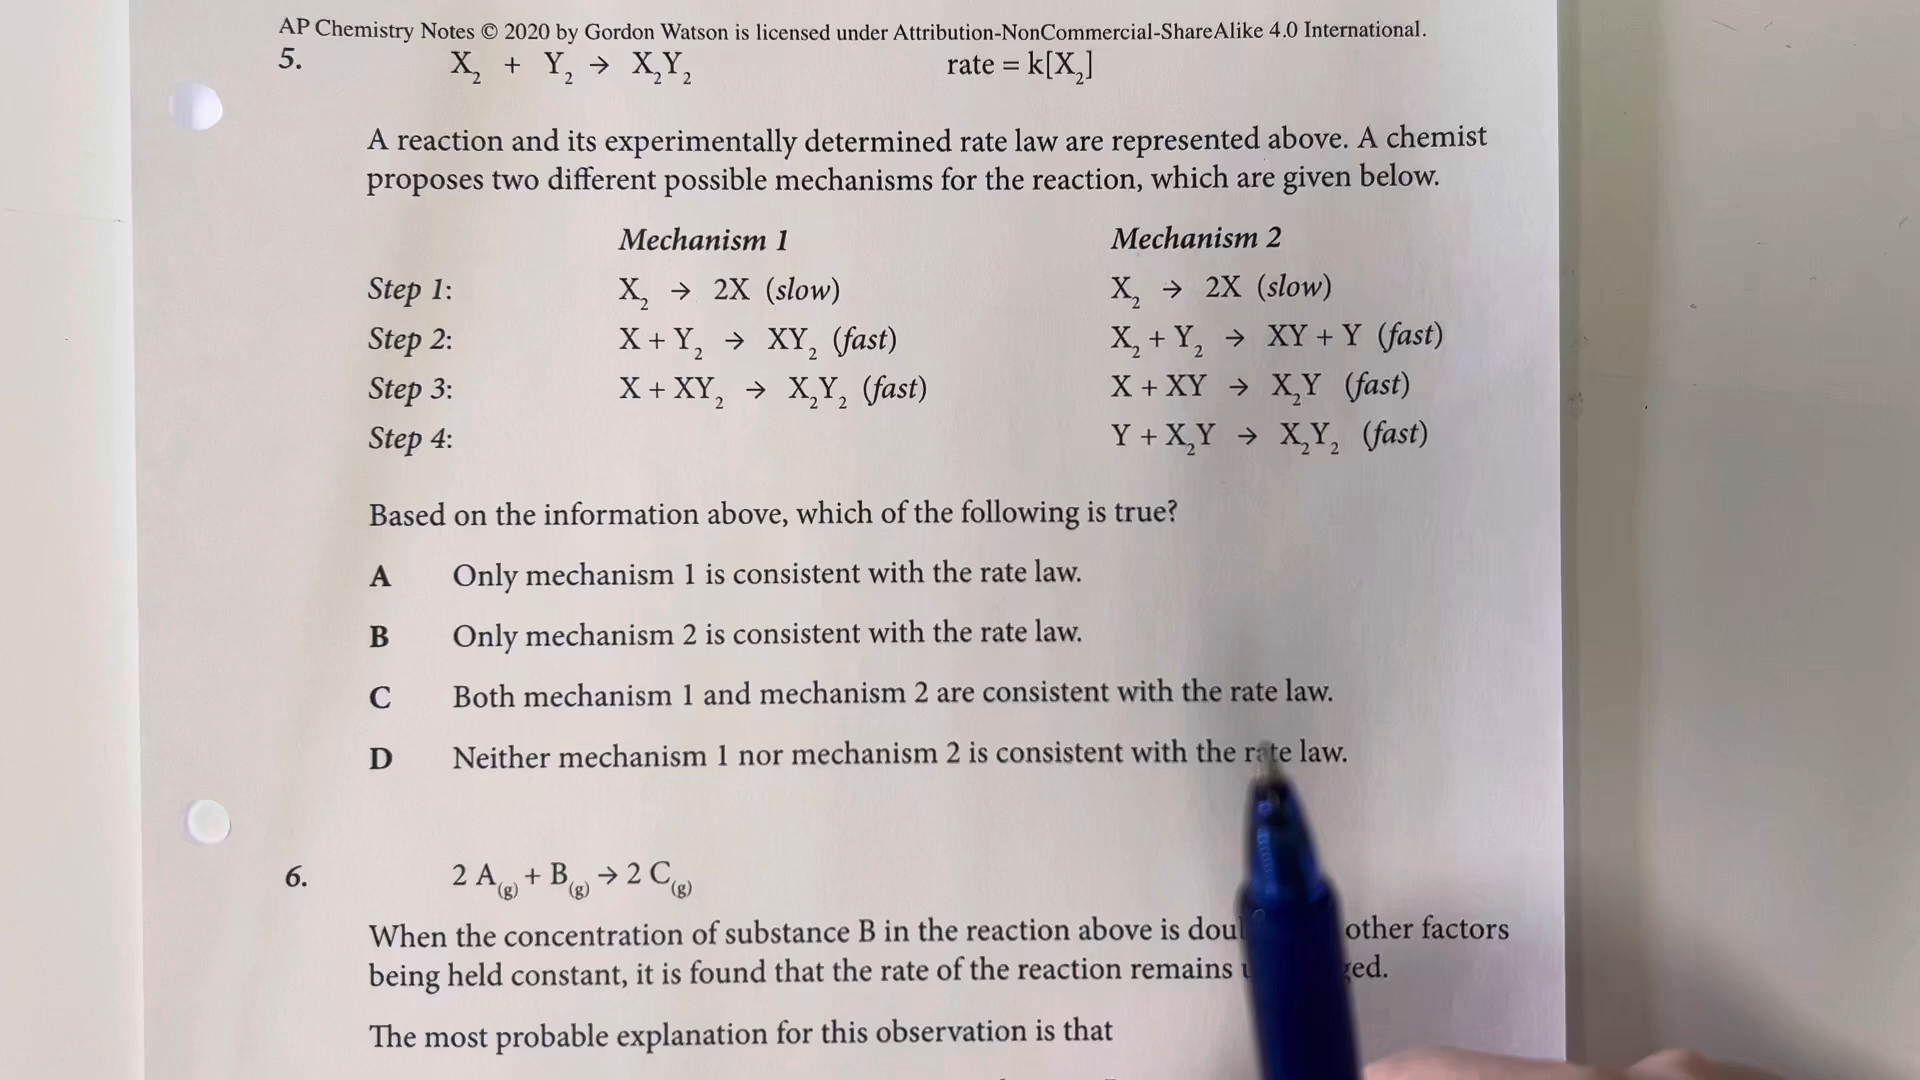 AP Chemistry Notes © 2020 by Gordon Watson is licensed under Attribution-NonCommercial-ShareAlike 4.0 International.
5. X₂ + Y₂ → X₂Y₂ rate = k[X₂]
A reaction and its experimentally determined rate law are represented above. A chemist
proposes two different possible mechanisms for the reaction, which are given below.
Mechanism 1 Mechanism 2
Step 1: X₂ → 2X (slow) X₂ → 2X (slow)
Step 2: X + Y₂ → XY₂ (fast) X₂ + Y₂ → XY + Y (fast)
Step 3: X + XY₂ → X₂Y₂ (fast) X + XY → X₂Y (fast)
Step 4: Y + X₂Y → X₂Y₂ (fast)
Based on the information above, which of the following is true?
A Only mechanism 1 is consistent with the rate law.
B Only mechanism 2 is consistent with the rate law.
C Both mechanism 1 and mechanism 2 are consistent with the rate law.
D Neither mechanism 1 nor mechanism 2 is consistent with the rate law.
6. 2 A(g) + B(g) → 2 C(g)
When the concentration of substance B in the reaction above is other factors
being held constant, it is found that the rate of the reaction remains
The most probable explanation for this observation is that